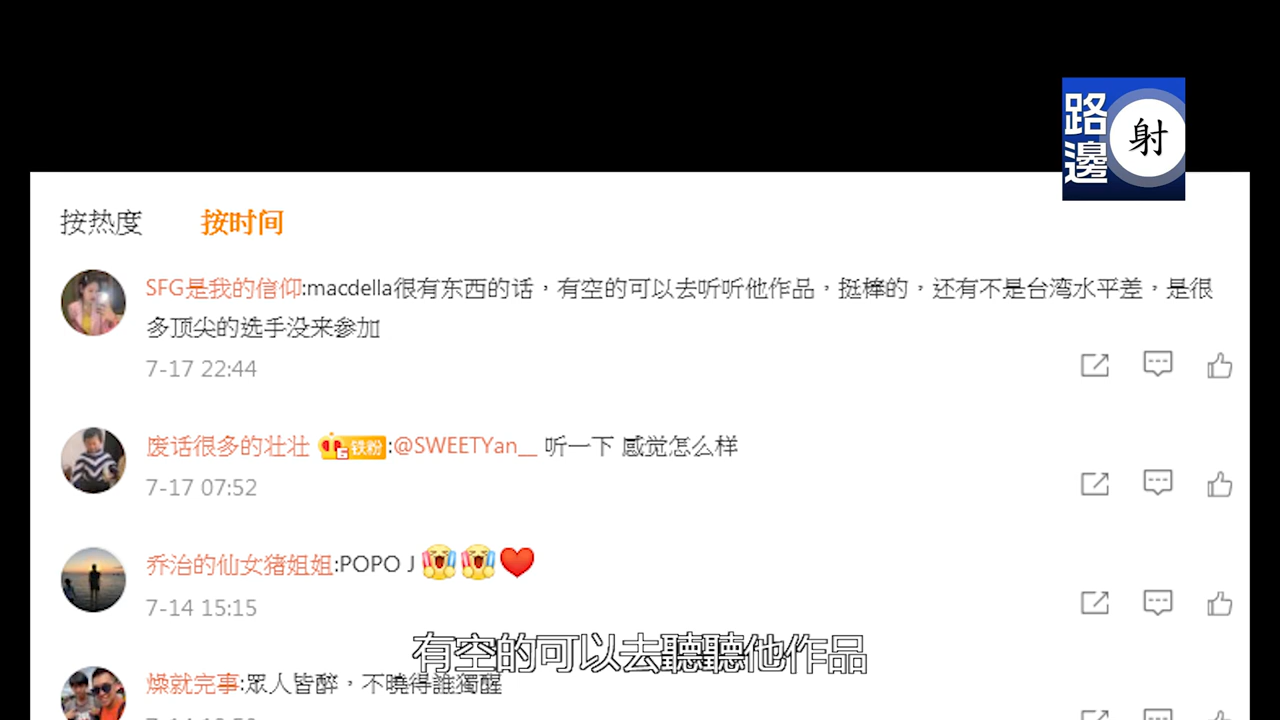 路邊
射
按热度 按时间
SFG是我的信仰:macdella很有东西的话，有空的可以去听听他作品，挺棒的，还有不是台湾水平差，是很
多顶尖的选手没来参加
7-17 22:44
废话很多的壮壮 铁粉:@SWEETYan__ 听一下 感觉怎么样
7-17 07:52
乔治的仙女猪姐姐:POPO J
7-14 15:15
有空的可以去聽聽他作品
燥就完事:眾人皆醉，不曉得誰獨醒